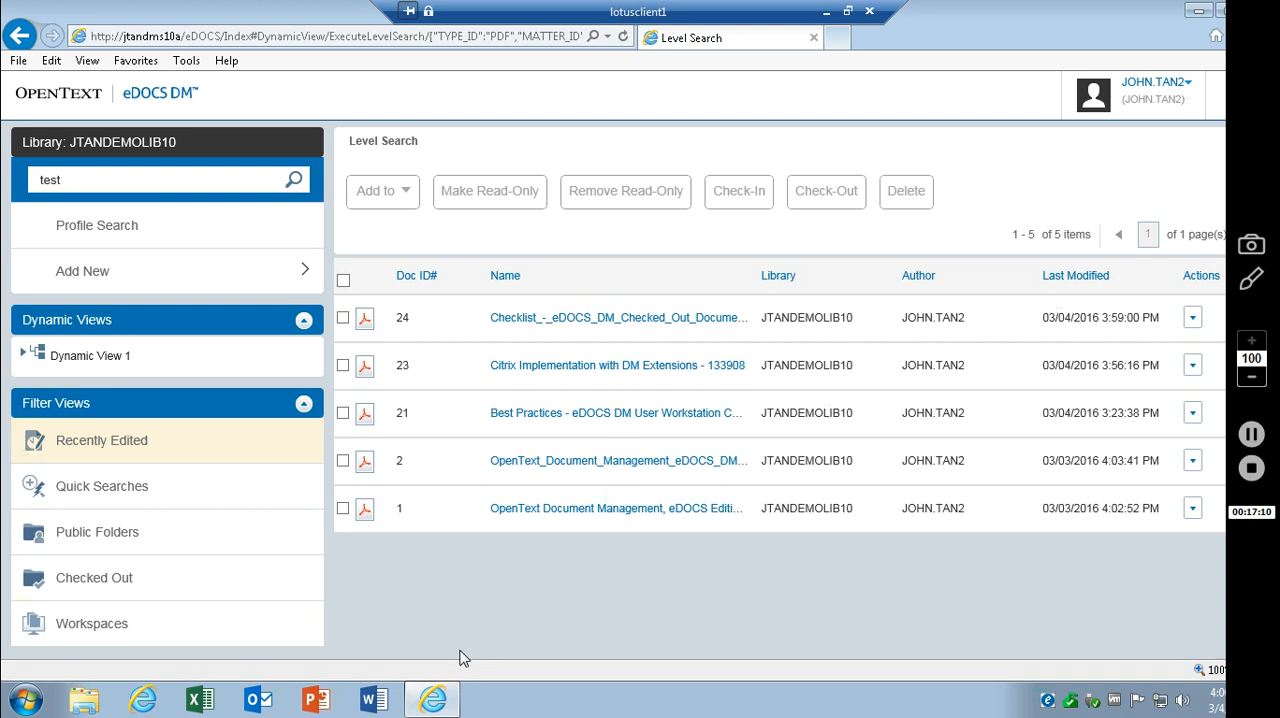 lotusclient1
http://jtandms10a/eDOCS/Index#DynamicView/ExecuteLevelSearch/{"TYPE_ID":"PDF","MATTER_ID'
Level Search
File Edit View Favorites Tools Help
OPENTEXT | eDOCS DM™
JOHN.TAN2
(JOHN.TAN2)
Library: JTANDEMOLIB10
test
Profile Search
Add New
Dynamic Views
Dynamic View 1
Filter Views
Recently Edited
Quick Searches
Public Folders
Checked Out
Workspaces
Level Search
Add to Make Read-Only Remove Read-Only Check-In Check-Out Delete
1 - 5 of 5 items 1 of 1 page(s)
Doc ID# Name Library Author Last Modified Actions
24 Checklist_-_eDOCS_DM_Checked_Out_Docume... JTANDEMOLIB10 JOHN.TAN2 03/04/2016 3:59:00 PM
23 Citrix Implementation with DM Extensions - 133908 JTANDEMOLIB10 JOHN.TAN2 03/04/2016 3:56:16 PM
21 Best Practices - eDOCS DM User Workstation C... JTANDEMOLIB10 JOHN.TAN2 03/04/2016 3:23:38 PM
2 OpenText_Document_Management_eDOCS_DM... JTANDEMOLIB10 JOHN.TAN2 03/03/2016 4:03:41 PM
1 OpenText Document Management, eDOCS Editi... JTANDEMOLIB10 JOHN.TAN2 03/03/2016 4:02:52 PM
100
00:17:10
100
3/4